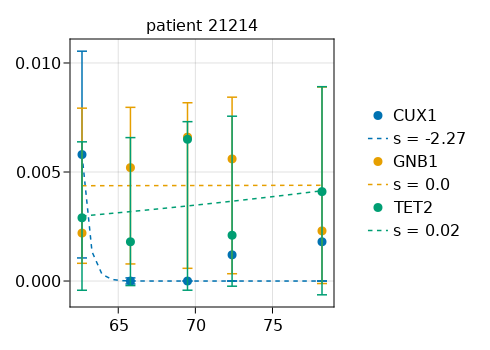 patient 21214
0.010
0.005
0.000
65
70
75
CUX1
s = -2.27
GNB1
s = 0.0
TET2
s = 0.02